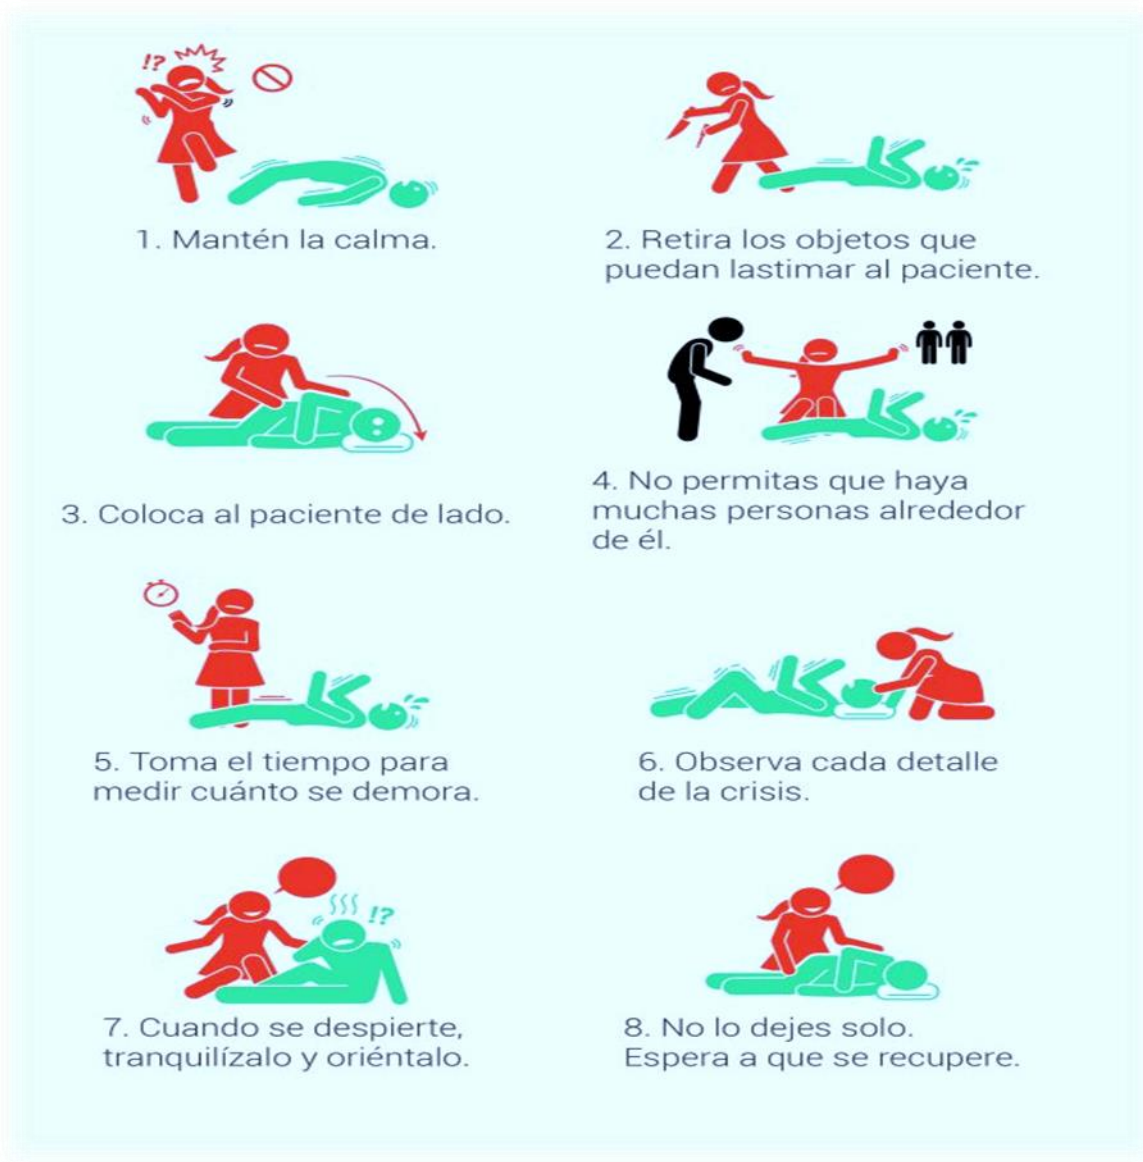 !?
1. Mantén la calma.
2. Retira los objetos que
puedan lastimar al paciente.
3. Coloca al paciente de lado.
4. No permitas que haya
muchas personas alrededor
de él.
5. Toma el tiempo para
medir cuánto se demora.
6. Observa cada detalle
de la crisis.
!?
7. Cuando se despierte,
tranquilízalo y oriéntalo.
8. No lo dejes solo.
Espera a que se recupere.